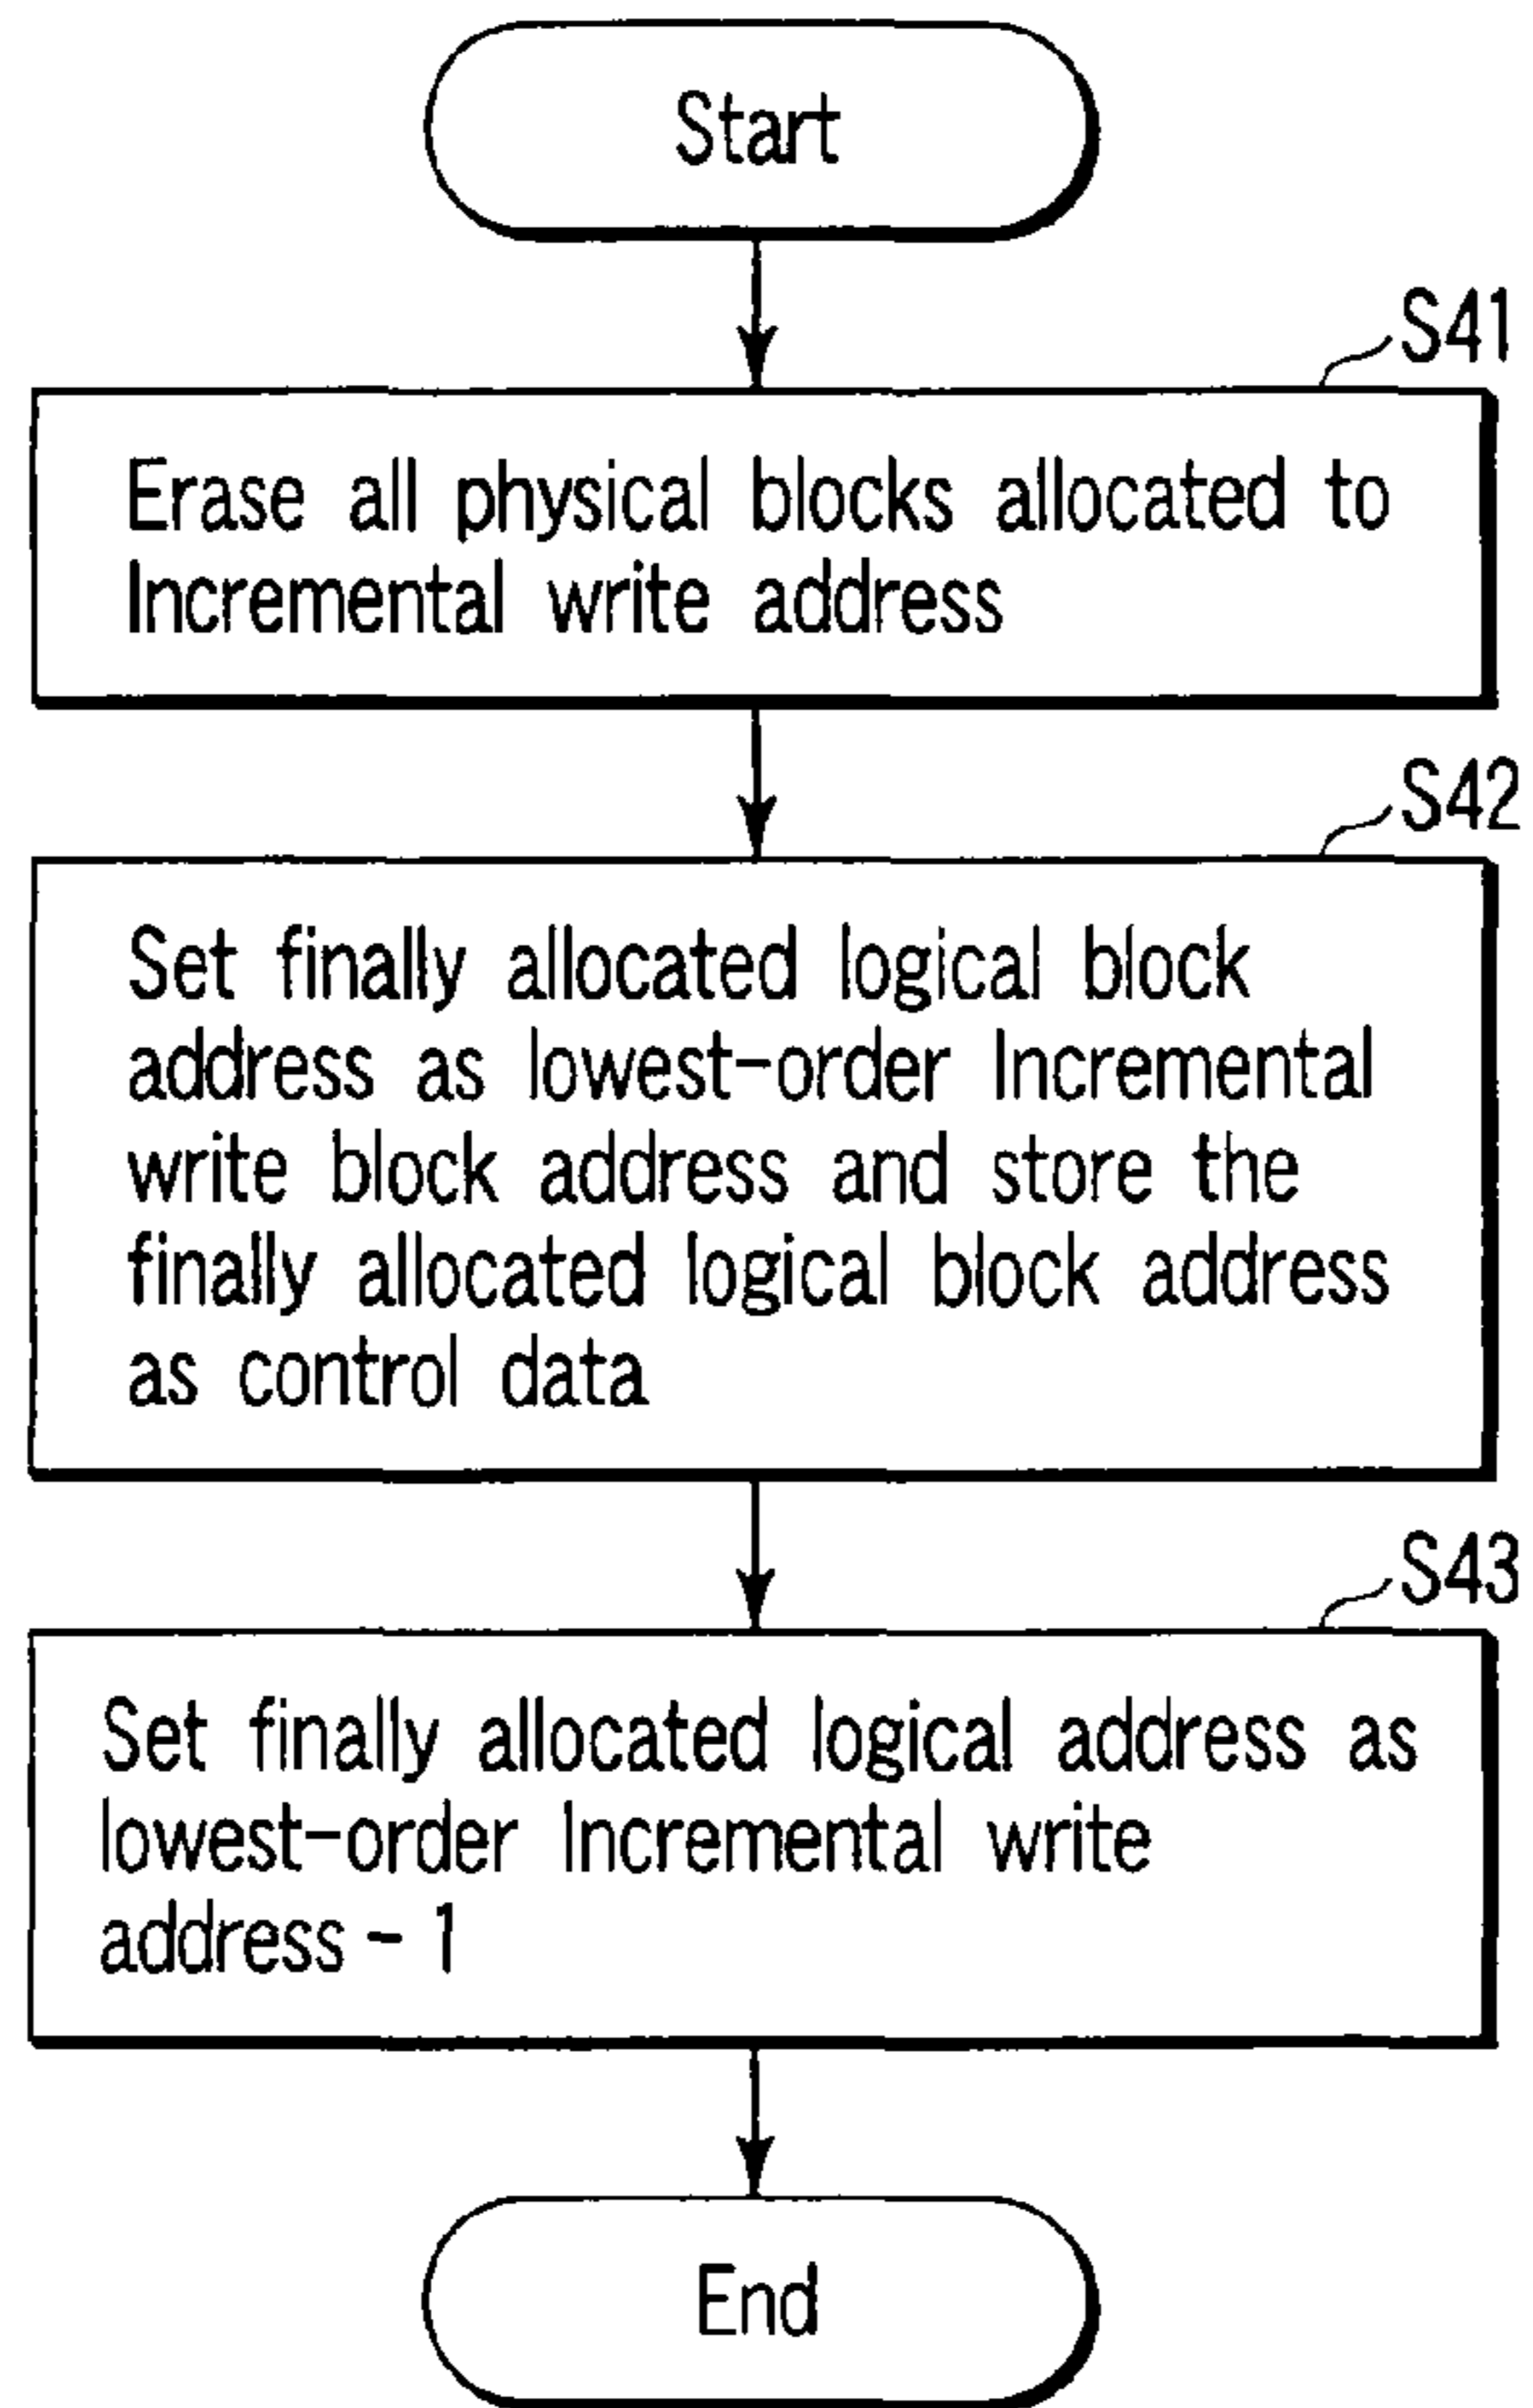 Start
S41
Erase all physical blocks allocated to
Incremental write address
S42
Set finally allocated logical block
address as lowest-order Incremental
write block address and store the
finally allocated logical block address
as control data
S43
Set finally allocated logical address as
lowest-order Incremental write
address - 1
End